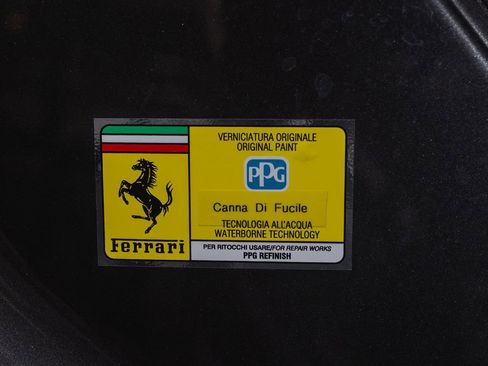 Ferrari
VERNICIATURA ORIGINALE
ORIGINAL PAINT
PPG
Canna Di Fucile
TECNOLOGIA ALL'ACQUA
WATERBORNE TECHNOLOGY
PER RITOCCHI USARE/FOR REPAIR WORKS
PPG REFINISH